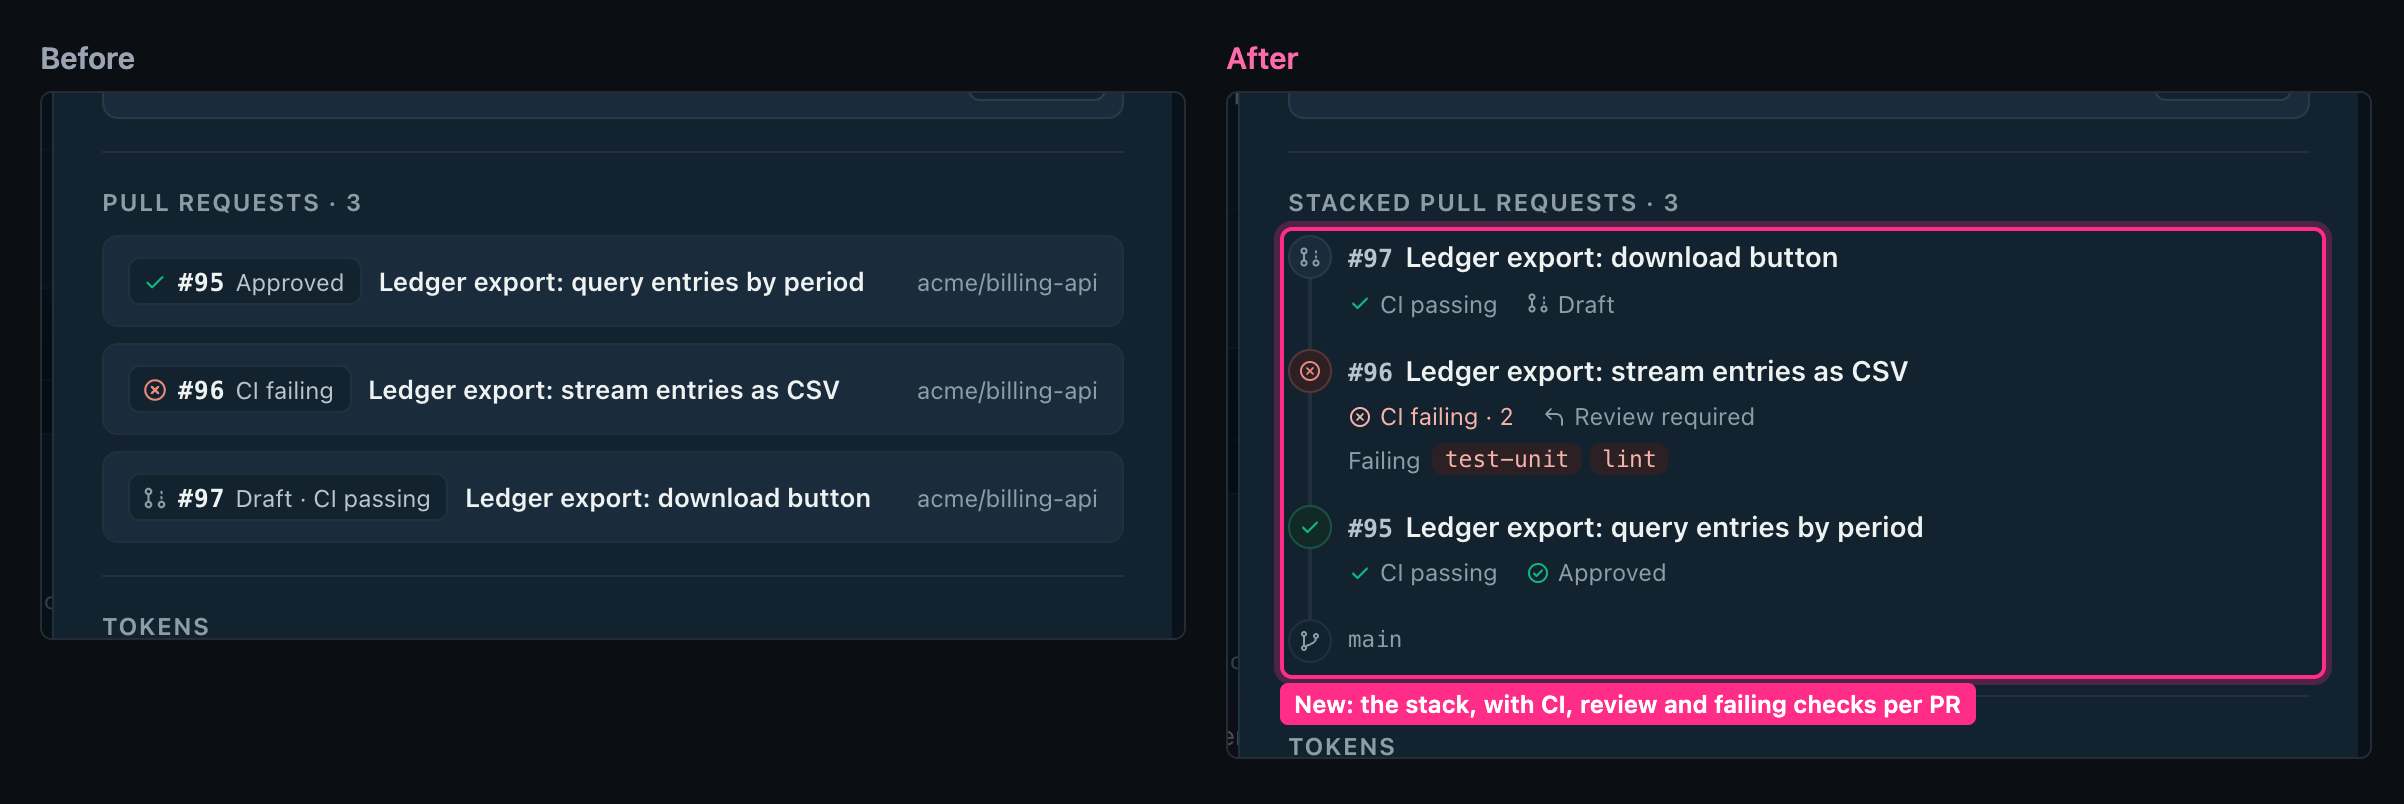 Before
PULL REQUESTS · 3
#95 Approved Ledger export: query entries by period acme/billing-api
#96 CI failing Ledger export: stream entries as CSV acme/billing-api
#97 Draft · CI passing Ledger export: download button acme/billing-api
TOKENS
After
STACKED PULL REQUESTS · 3
#97 Ledger export: download button
CI passing Draft
#96 Ledger export: stream entries as CSV
CI failing · 2 Review required
Failing test-unit lint
#95 Ledger export: query entries by period
CI passing Approved
main
New: the stack, with CI, review and failing checks per PR
TOKENS